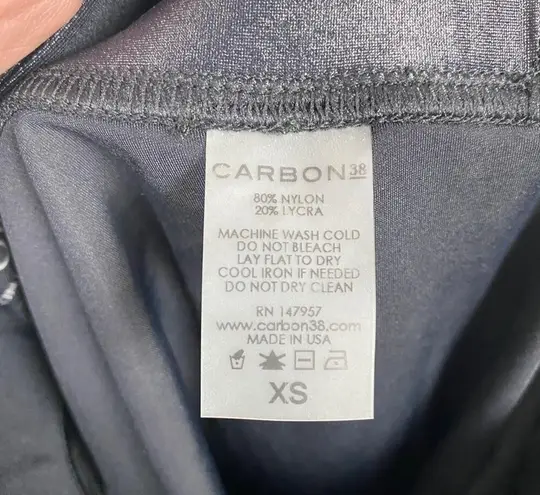 CARBON38
80% NYLON
20% LYCRA
MACHINE WASH COLD
DO NOT BLEACH
LAY FLAT TO DRY
COOL IRON IF NEEDED
DO NOT DRY CLEAN
RN 147957
www.carbon38.com
MADE IN USA
XS